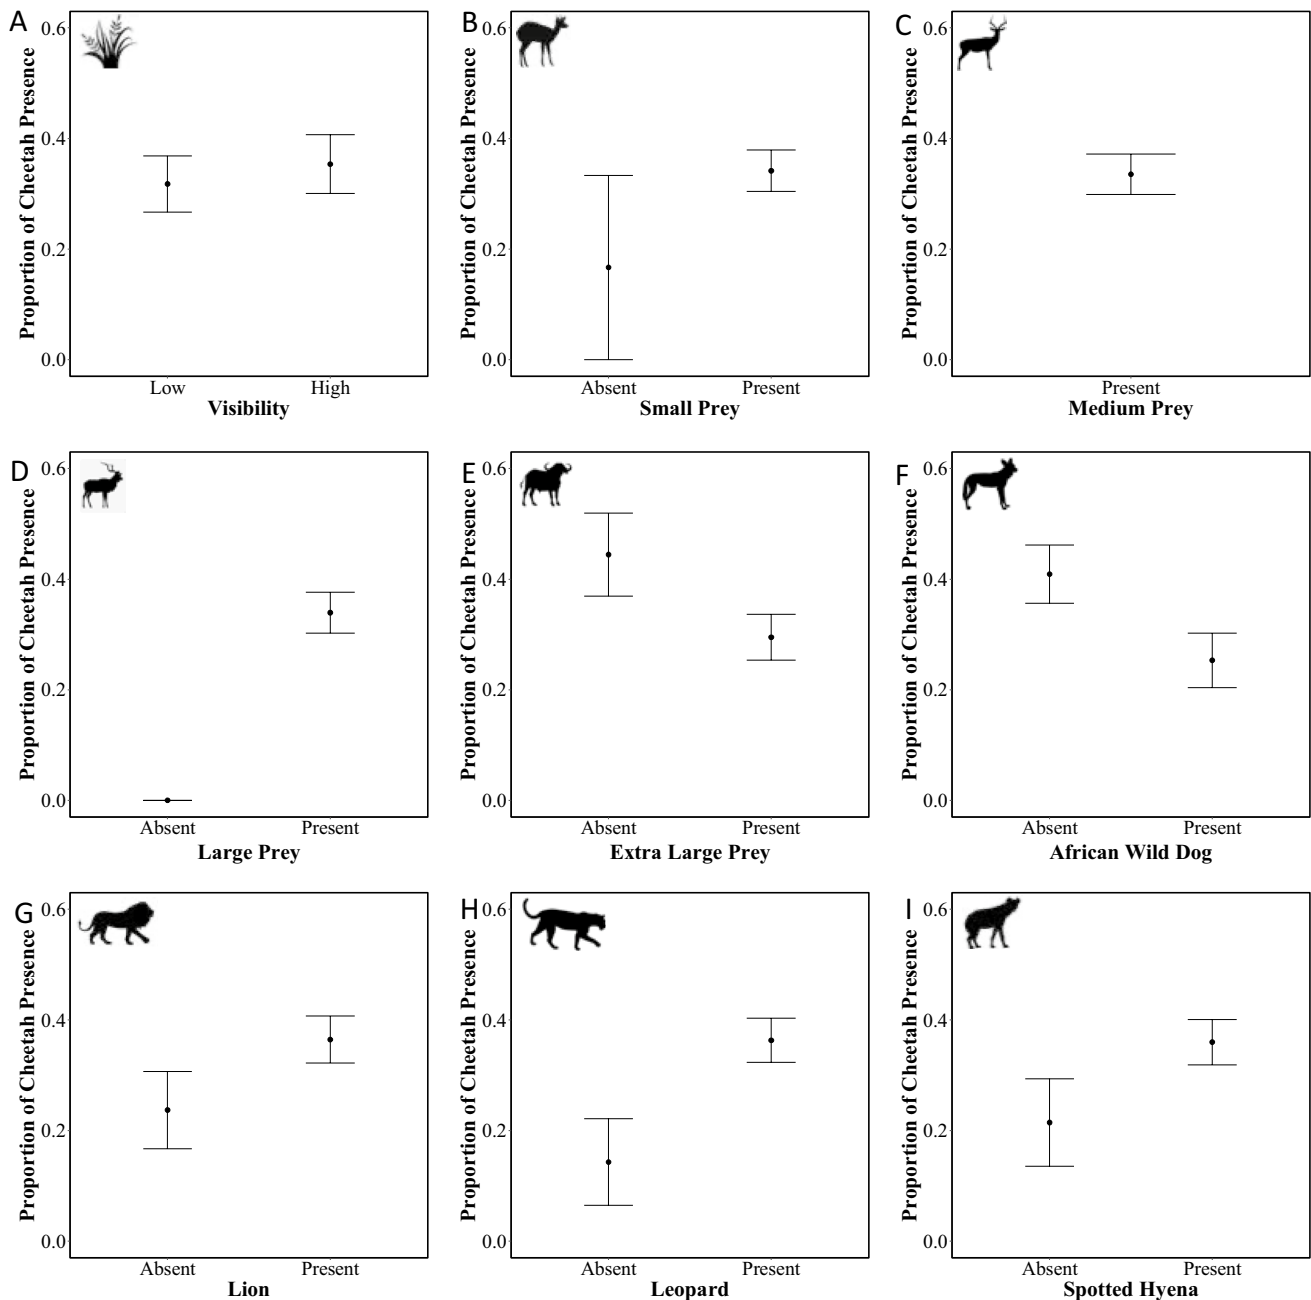 A
Proportion of Cheetah Presence
0.6
0.4
0.2
0.0
Low High
Visibility
B
Proportion of Cheetah Presence
0.6
0.4
0.2
0.0
Absent Present
Small Prey
C
Proportion of Cheetah Presence
0.6
0.4
0.2
0.0
Present
Medium Prey
D
Proportion of Cheetah Presence
0.6
0.4
0.2
0.0
Absent Present
Large Prey
E
Proportion of Cheetah Presence
0.6
0.4
0.2
0.0
Absent Present
Extra Large Prey
F
Proportion of Cheetah Presence
0.6
0.4
0.2
0.0
Absent Present
African Wild Dog
G
Proportion of Cheetah Presence
0.6
0.4
0.2
0.0
Absent Present
Lion
H
Proportion of Cheetah Presence
0.6
0.4
0.2
0.0
Absent Present
Leopard
I
Proportion of Cheetah Presence
0.6
0.4
0.2
0.0
Absent Present
Spotted Hyena